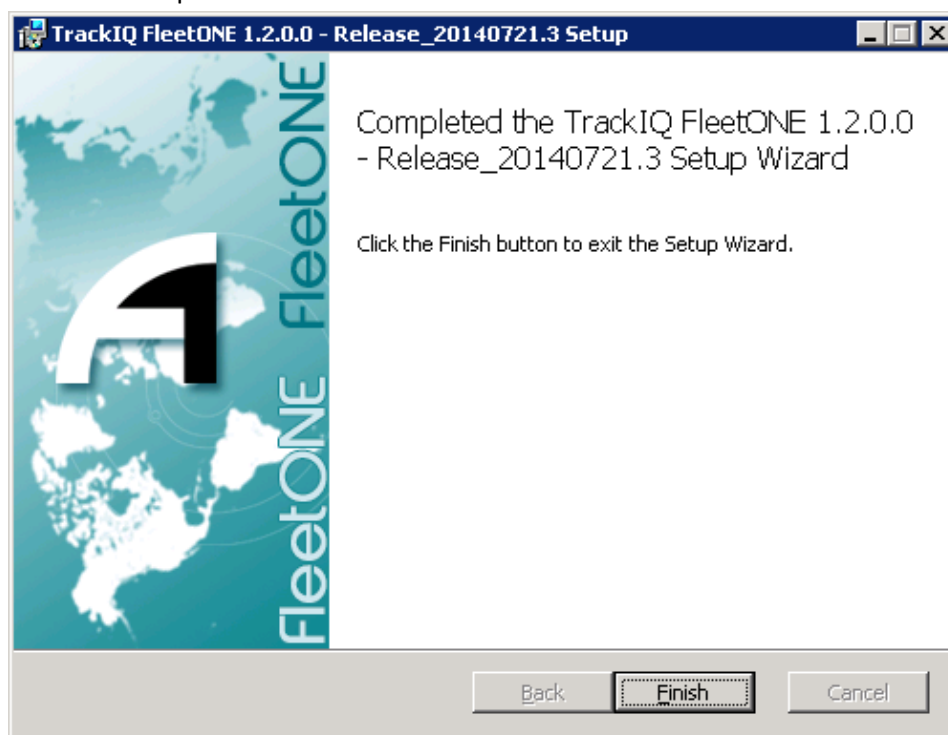 TrackIQ FleetONE 1.2.0.0 - Release_20140721.3 Setup
FleetONE FleetONE
Completed the TrackIQ FleetONE 1.2.0.0
- Release_20140721.3 Setup Wizard
Click the Finish button to exit the Setup Wizard.
Back
Finish
Cancel